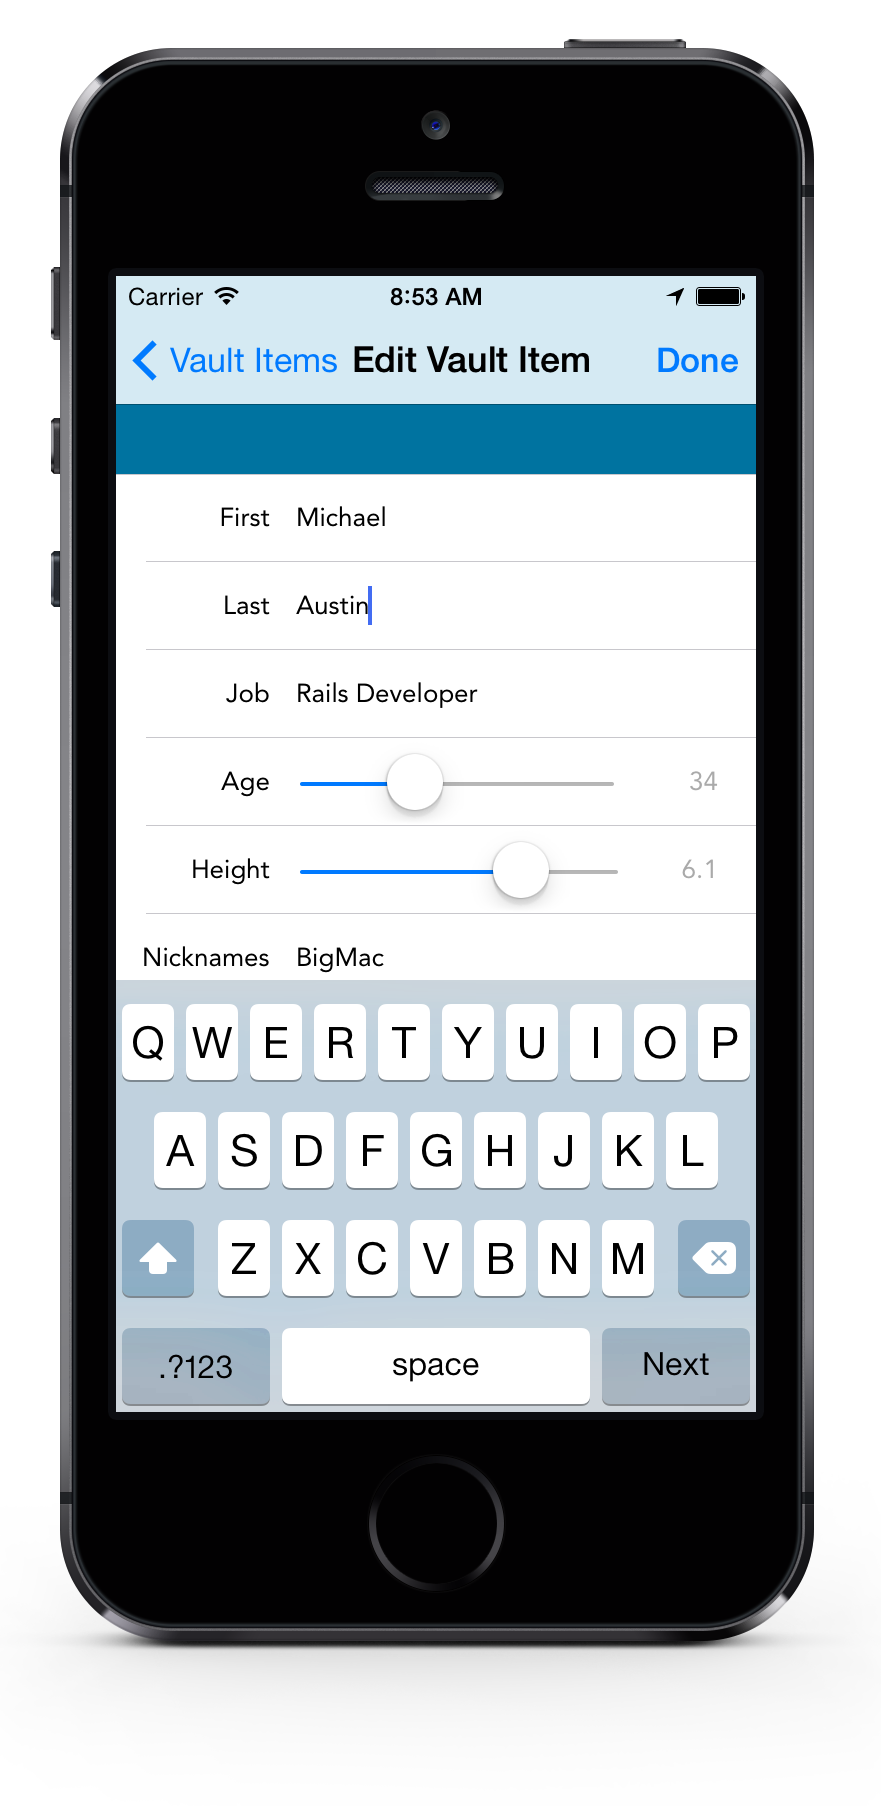 Carrier 8:53 AM
Vault Items Edit Vault Item Done
First Michael
Last Austin
Job Rails Developer
Age 34
Height 6.1
Nicknames BigMac
Q W E R T Y U I O P
A S D F G H J K L
Z X C V B N M
.?123 space Next